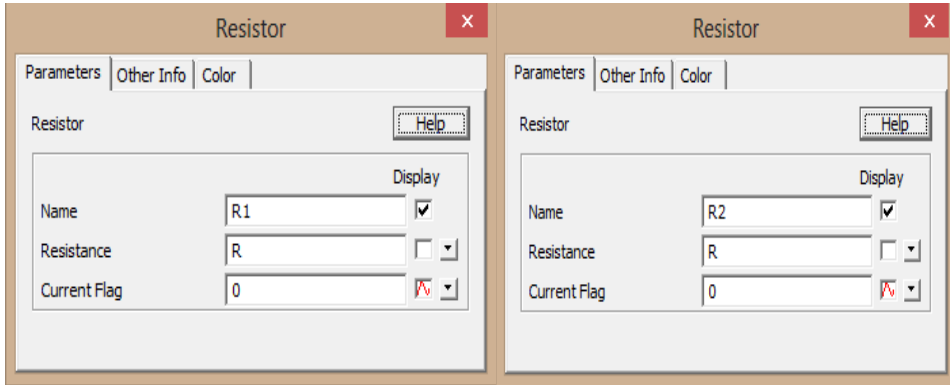 Resistor x
Parameters Other Info Color
Resistor Help
Display
Name R1
Resistance R
Current Flag 0
Resistor x
Parameters Other Info Color
Resistor Help
Display
Name R2
Resistance R
Current Flag 0